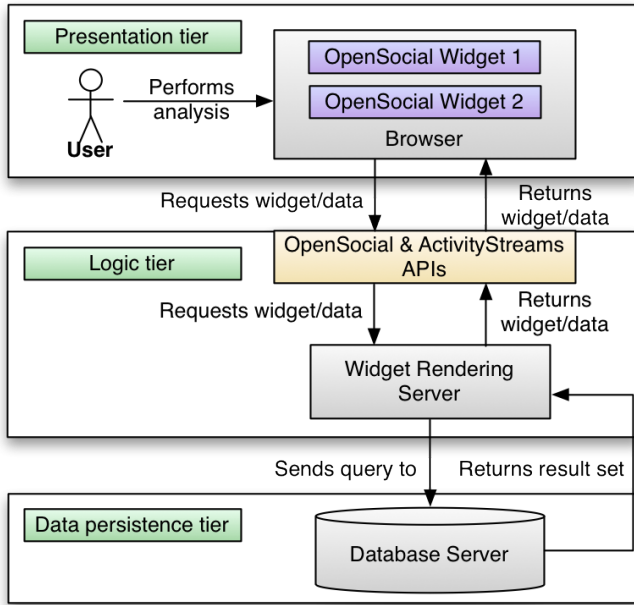 Presentation tier
OpenSocial Widget 1
OpenSocial Widget 2
Browser
Performs
analysis
User
Requests widget/data
Returns
widget/data
Logic tier
OpenSocial & ActivityStreams
APIs
Requests widget/data
Returns
widget/data
Widget Rendering
Server
Sends query to
Returns result set
Data persistence tier
Database Server